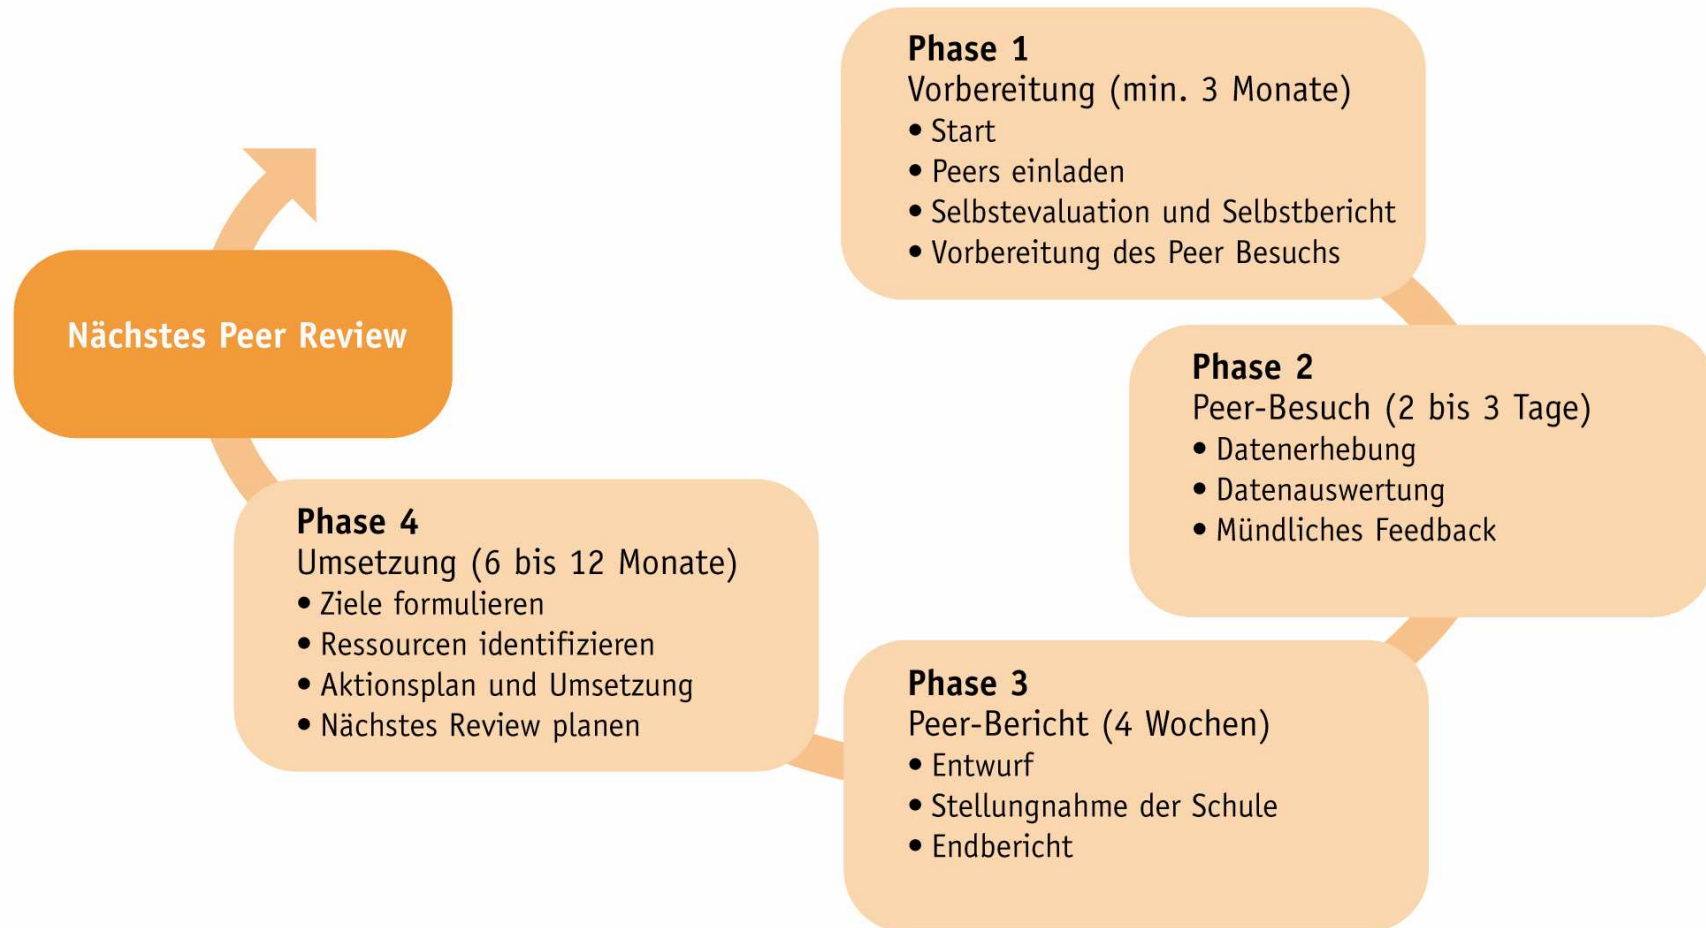 Phase 1
Vorbereitung (min. 3 Monate)
• Start
• Peers einladen
• Selbstevaluation und Selbstbericht
• Vorbereitung des Peer Besuchs
Phase 2
Peer-Besuch (2 bis 3 Tage)
• Datenerhebung
• Datenauswertung
• Mündliches Feedback
Phase 3
Peer-Bericht (4 Wochen)
• Entwurf
• Stellungnahme der Schule
• Endbericht
Phase 4
Umsetzung (6 bis 12 Monate)
• Ziele formulieren
• Ressourcen identifizieren
• Aktionsplan und Umsetzung
• Nächstes Review planen
Nächstes Peer Review